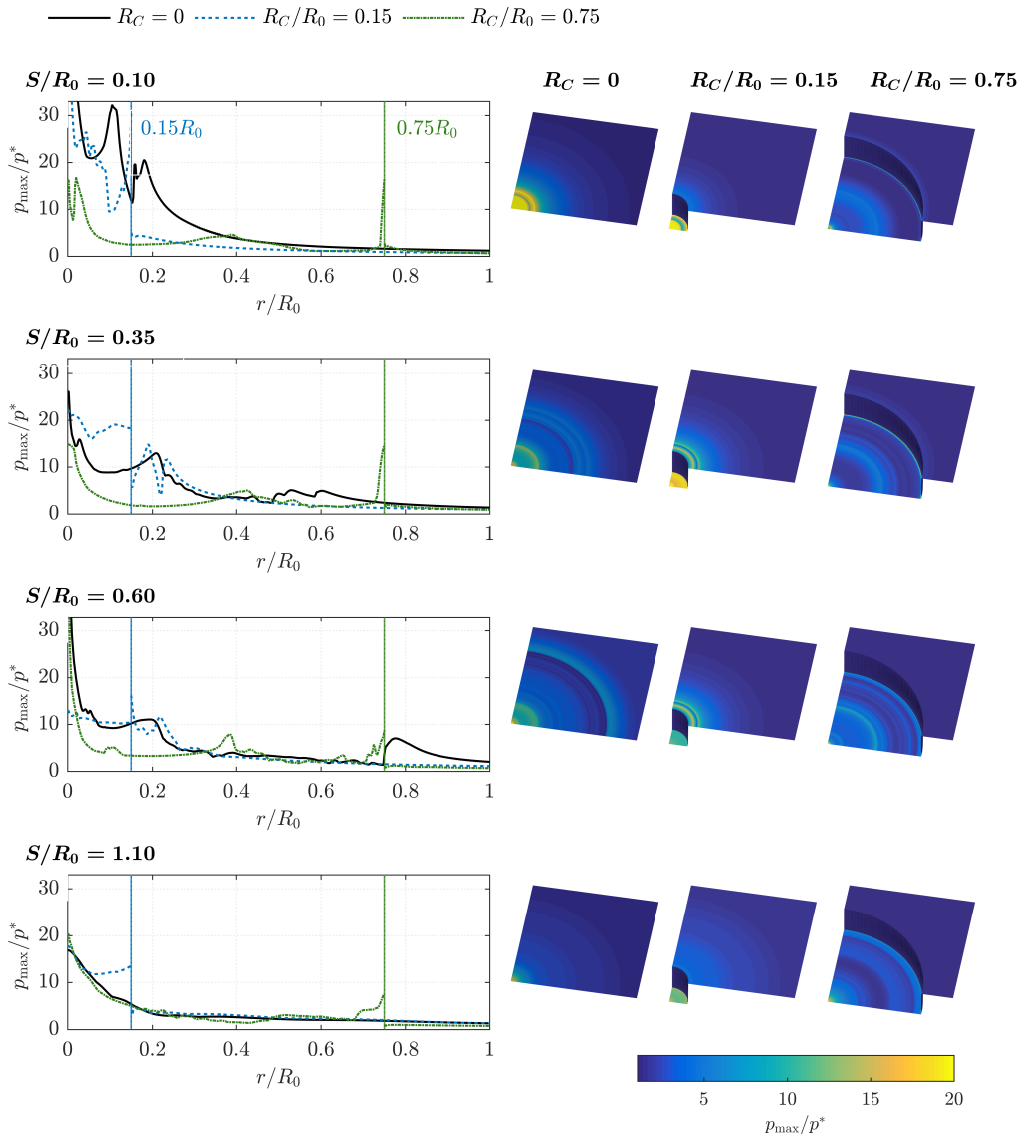 R_C = 0 R_C/R_0 = 0.15 R_C/R_0 = 0.75
S/R_0 = 0.10
R_C = 0 R_C/R_0 = 0.15 R_C/R_0 = 0.75
30
20
10
0
p_max/p*
0.15R_0
0.75R_0
0 0.2 0.4 0.6 0.8 1
r/R_0
S/R_0 = 0.35
30
20
10
0
p_max/p*
0 0.2 0.4 0.6 0.8 1
r/R_0
S/R_0 = 0.60
30
20
10
0
p_max/p*
0 0.2 0.4 0.6 0.8 1
r/R_0
S/R_0 = 1.10
30
20
10
0
p_max/p*
0 0.2 0.4 0.6 0.8 1
r/R_0
5 10 15 20
p_max/p*